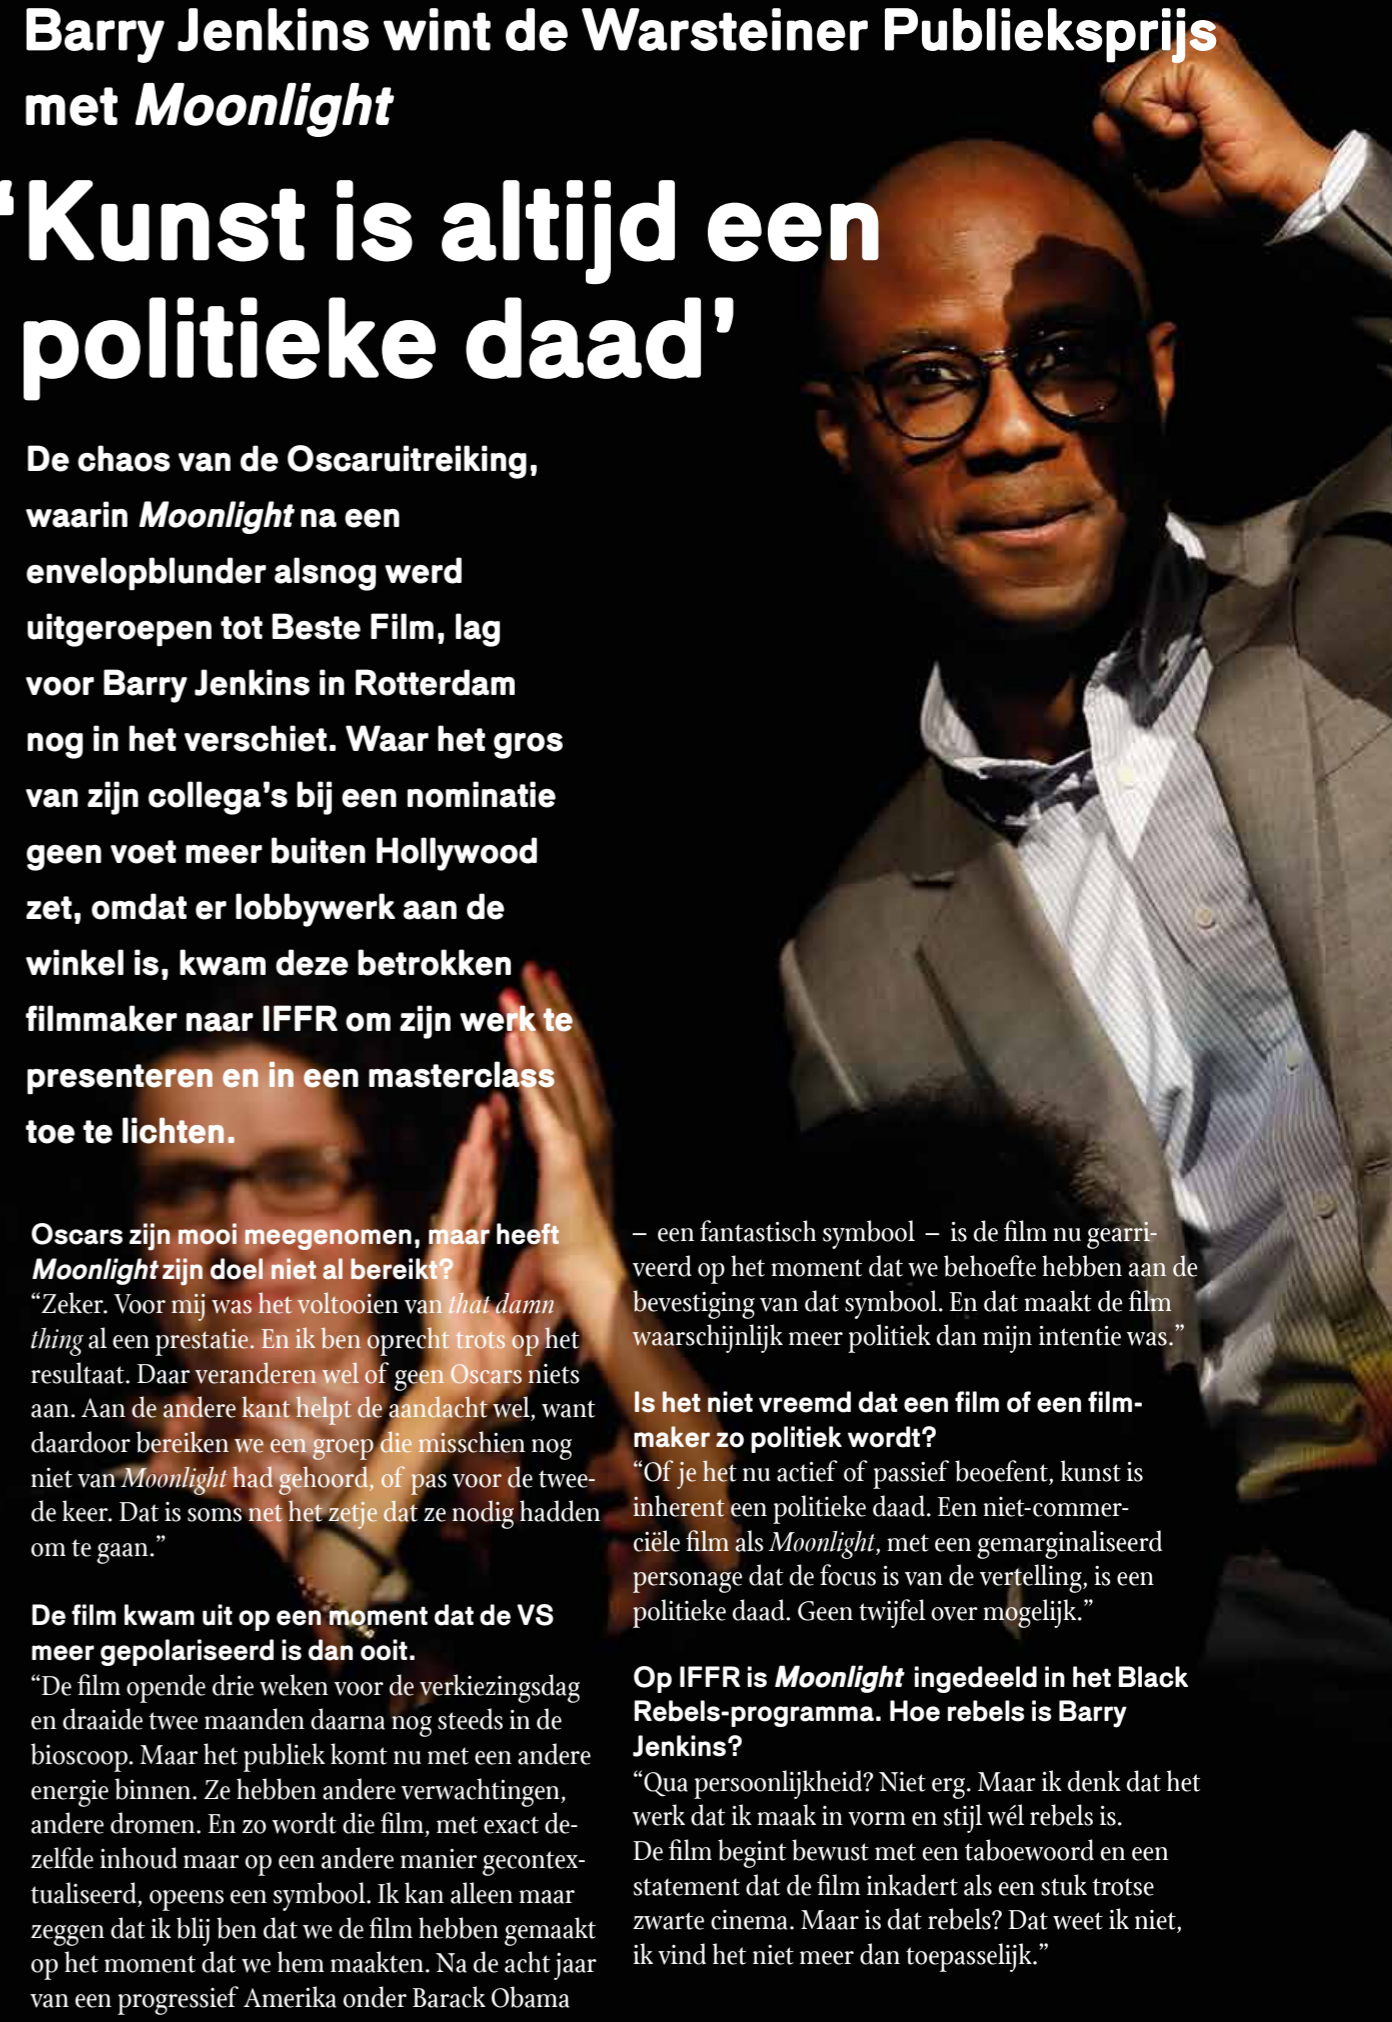 Barry Jenkins wint de Warsteiner Publieksprijs
met Moonlight
‘Kunst is altijd een
politieke daad’
De chaos van de Oscaruitreiking,
waarin Moonlight na een
envelopblunder alsnog werd
uitgeroepen tot Beste Film, lag
voor Barry Jenkins in Rotterdam
nog in het verschiet. Waar het gros
van zijn collega’s bij een nominatie
geen voet meer buiten Hollywood
zet, omdat er lobbywerk aan de
winkel is, kwam deze betrokken
filmmaker naar IFFR om zijn werk te
presenteren en in een masterclass
toe te lichten.
Oscars zijn mooi meegenomen, maar heeft
Moonlight zijn doel niet al bereikt?
“Zeker. Voor mij was het voltooien van that damn
thing al een prestatie. En ik ben oprecht trots op het
resultaat. Daar veranderen wel of geen Oscars niets
aan. Aan de andere kant helpt de aandacht wel, want
daardoor bereiken we een groep die misschien nog
niet van Moonlight had gehoord, of pas voor de twee-
de keer. Dat is soms net het zetje dat ze nodig hadden
om te gaan.”
De film kwam uit op een moment dat de VS
meer gepolariseerd is dan ooit.
“De film opende drie weken voor de verkiezingsdag
en draaide twee maanden daarna nog steeds in de
bioscoop. Maar het publiek komt nu met een andere
energie binnen. Ze hebben andere verwachtingen,
andere dromen. En zo wordt die film, met exact de-
zelfde inhoud maar op een andere manier gecontex-
tualiseerd, opeens een symbool. Ik kan alleen maar
zeggen dat ik blij ben dat we de film hebben gemaakt
op het moment dat we hem maakten. Na de acht jaar
van een progressief Amerika onder Barack Obama
– een fantastisch symbool – is de film nu gearri-
veerd op het moment dat we behoefte hebben aan de
bevestiging van dat symbool. En dat maakt de film
waarschijnlijk meer politiek dan mijn intentie was.”
Is het niet vreemd dat een film of een film-
maker zo politiek wordt?
“Of je het nu actief of passief beoefent, kunst is
inherent een politieke daad. Een niet-commer-
ciële film als Moonlight, met een gemarginaliseerd
personage dat de focus is van de vertelling, is een
politieke daad. Geen twijfel over mogelijk.”
Op IFFR is Moonlight ingedeeld in het Black
Rebels-programma. Hoe rebels is Barry
Jenkins?
“Qua persoonlijkheid? Niet erg. Maar ik denk dat het
werk dat ik maak in vorm en stijl wél rebels is.
De film begint bewust met een taboewoord en een
statement dat de film inkadert als een stuk trotse
zwarte cinema. Maar is dat rebels? Dat weet ik niet,
ik vind het niet meer dan toepasselijk.”